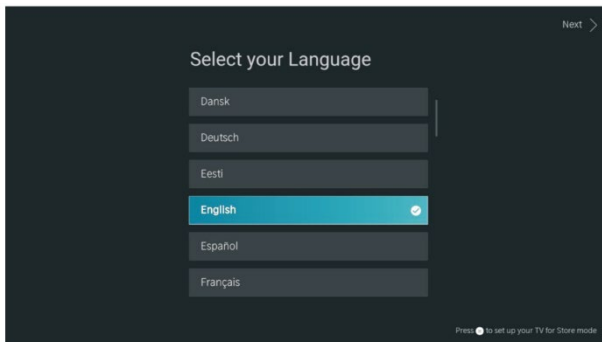 Next
Select your Language
Dansk
Deutsch
Eesti
English
Español
Français
Press to set up your TV for Store mode